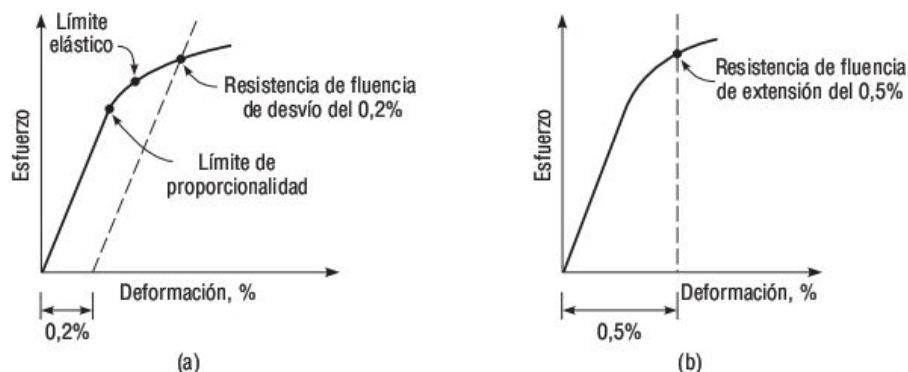 Límite
elástico
Resistencia de fluencia
de desvío del 0,2%
Límite de
proporcionalidad
Esfuerzo
Deformación, %
0,2%
(a)
Resistencia de fluencia
de extensión del 0,5%
Esfuerzo
Deformación, %
0,5%
(b)